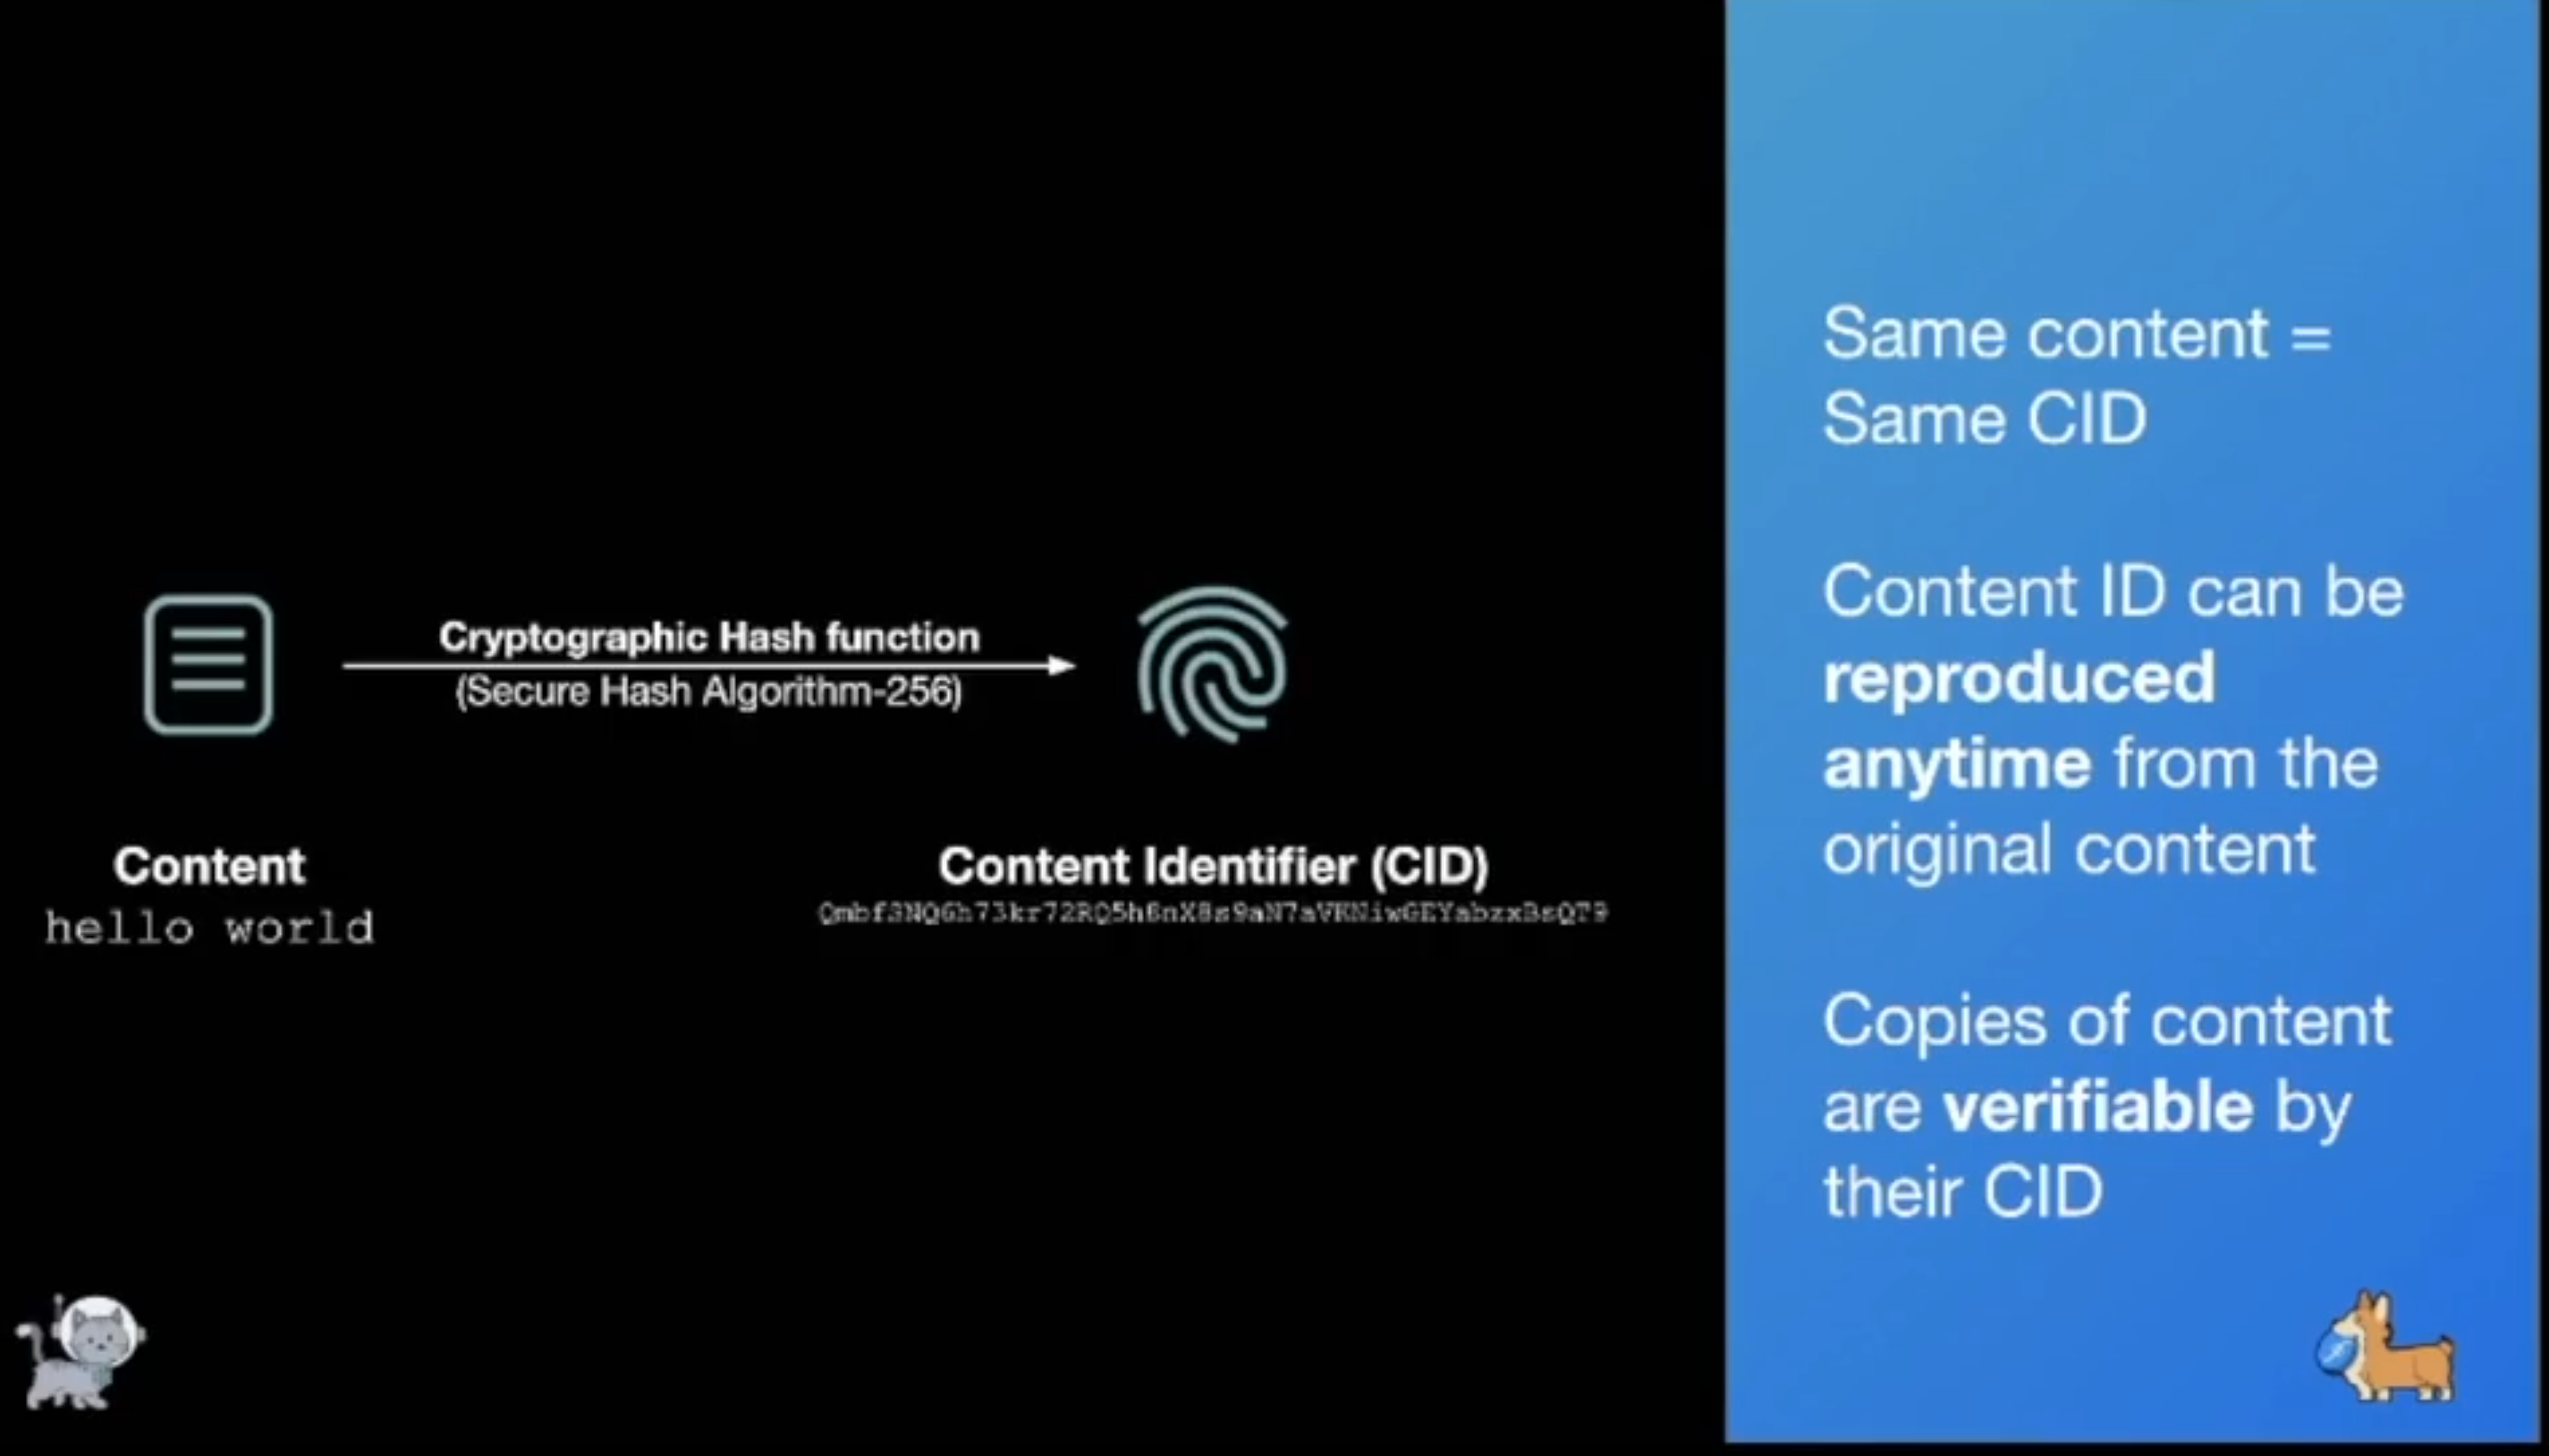 Cryptographic Hash function
(Secure Hash Algorithm-256)
Content
hello world
Content Identifier (CID)
Same content =
Same CID
Content ID can be
reproduced
anytime from the
original content
Copies of content
are verifiable by
their CID